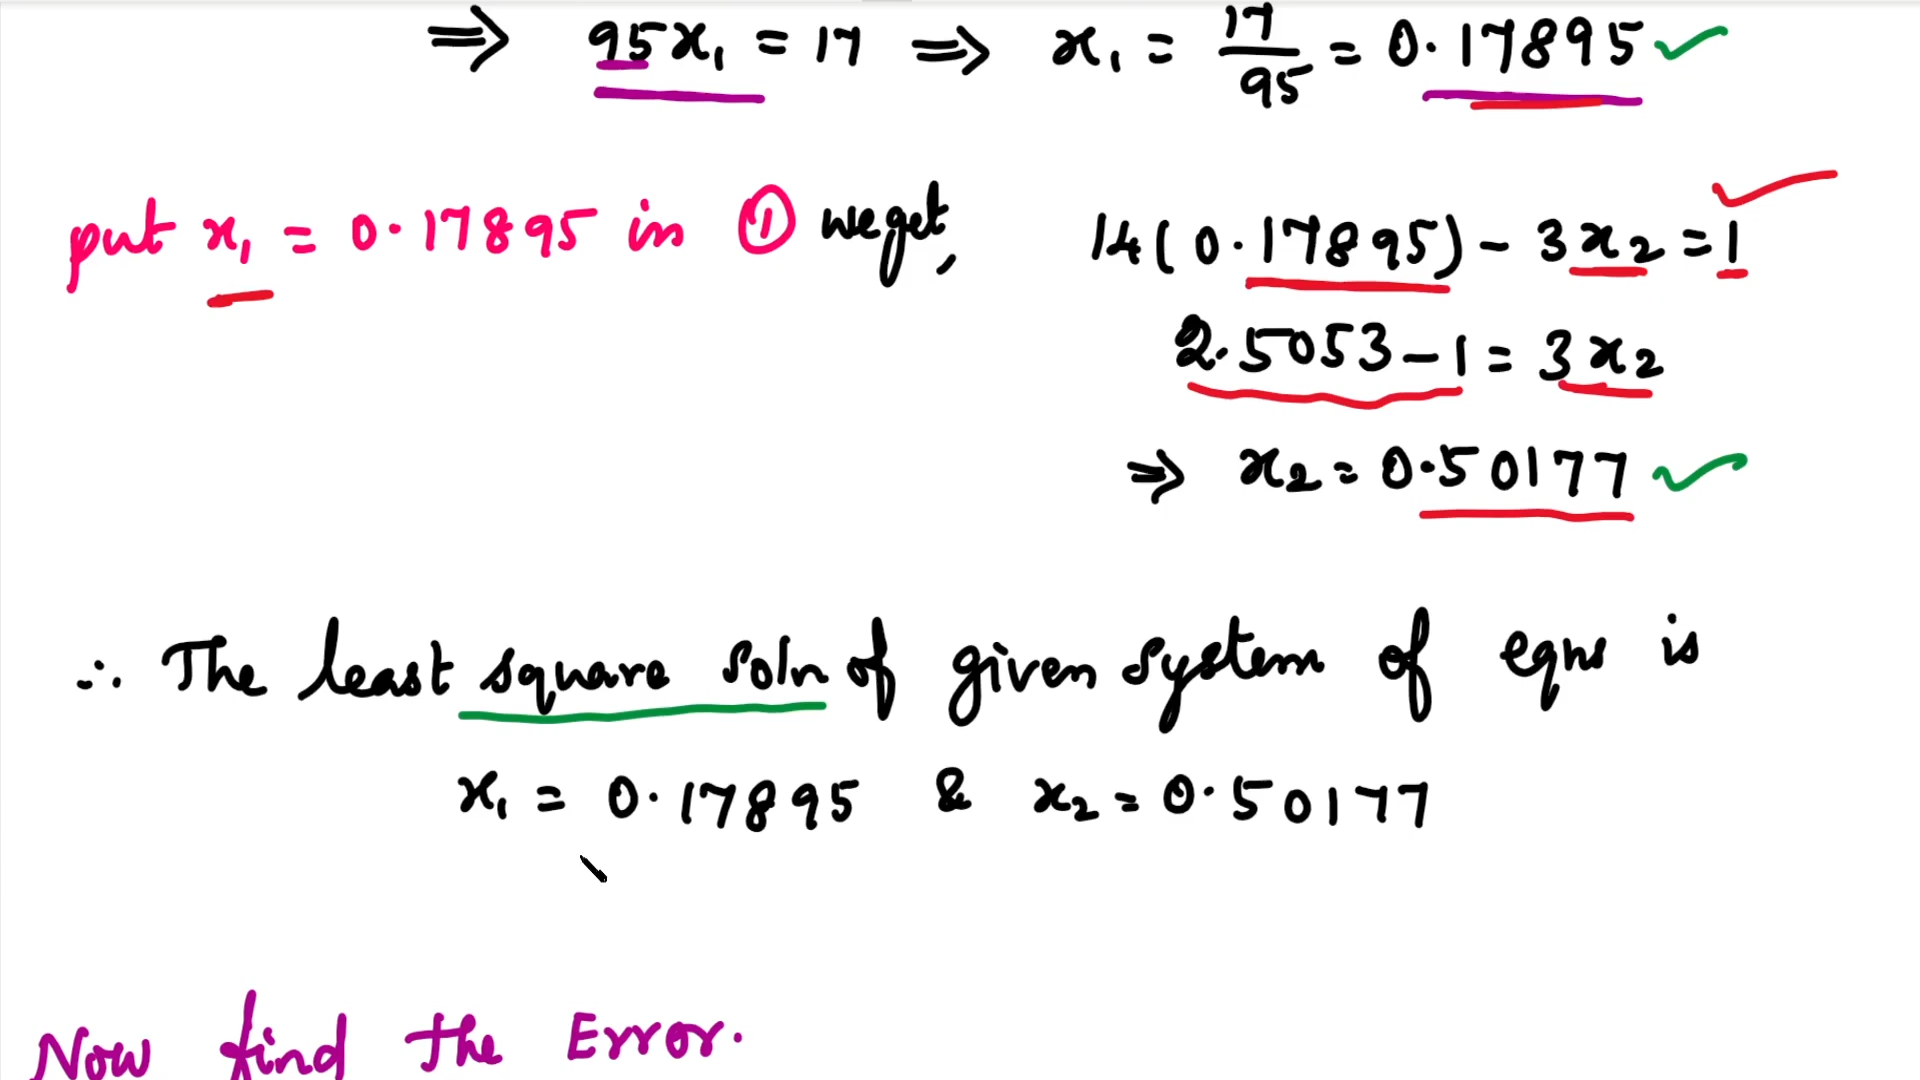 ⇒ 95x₁ = 17 ⇒ x₁ = 17/95 = 0.17895 ✓
put x₁ = 0.17895 in ① we get, 14(0.17895) - 3x₂ = 1 ✓
2.5053 - 1 = 3x₂
⇒ x₂ = 0.50177 ✓
∴ The least square soln of given system of eqns is
x₁ = 0.17895 & x₂ = 0.50177
Now find the Error.